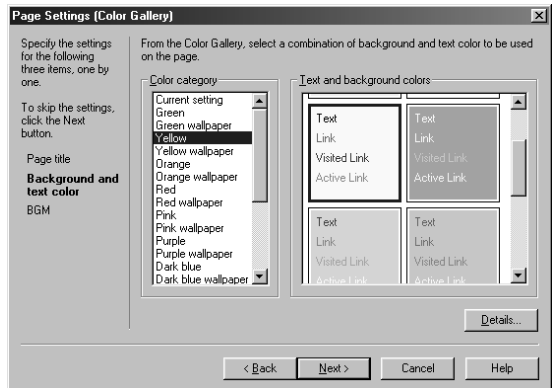 Page Settings (Color Gallery)
Specify the settings
for the following
three items, one by
one.
To skip the settings,
click the Next
button.
Page title
Background and
text color
BGM
From the Color Gallery, select a combination of background and text color to be used
on the page.
Color category
Current setting
Green
Green wallpaper
Yellow
Yellow wallpaper
Orange
Orange wallpaper
Red
Red wallpaper
Pink
Pink wallpaper
Purple
Purple wallpaper
Dark blue
Dark blue wallpaper
Text and background colors
Text
Link
Visited Link
Active Link
Text
Link
Visited Link
Active Link
Text
Link
Visited Link
Active Link
Text
Link
Visited Link
Active Link
Details...
< Back
Next >
Cancel
Help